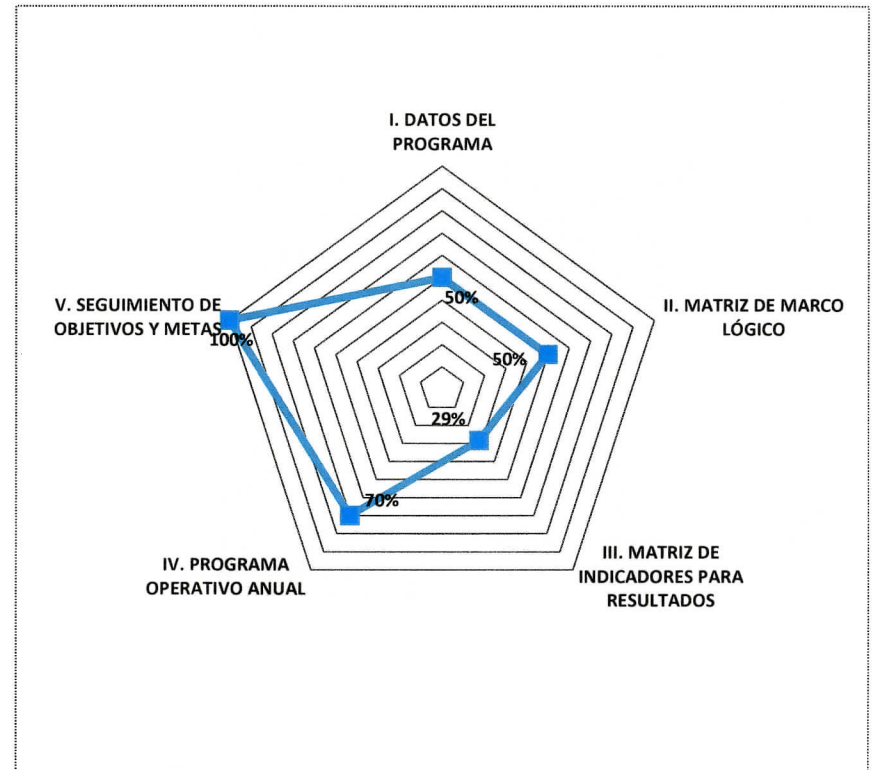 I. DATOS DEL
PROGRAMA
50%
II. MATRIZ DE MARCO
LÓGICO
50%
III. MATRIZ DE
INDICADORES PARA
RESULTADOS
29%
IV. PROGRAMA
OPERATIVO ANUAL
70%
V. SEGUIMIENTO DE
OBJETIVOS Y METAS
100%